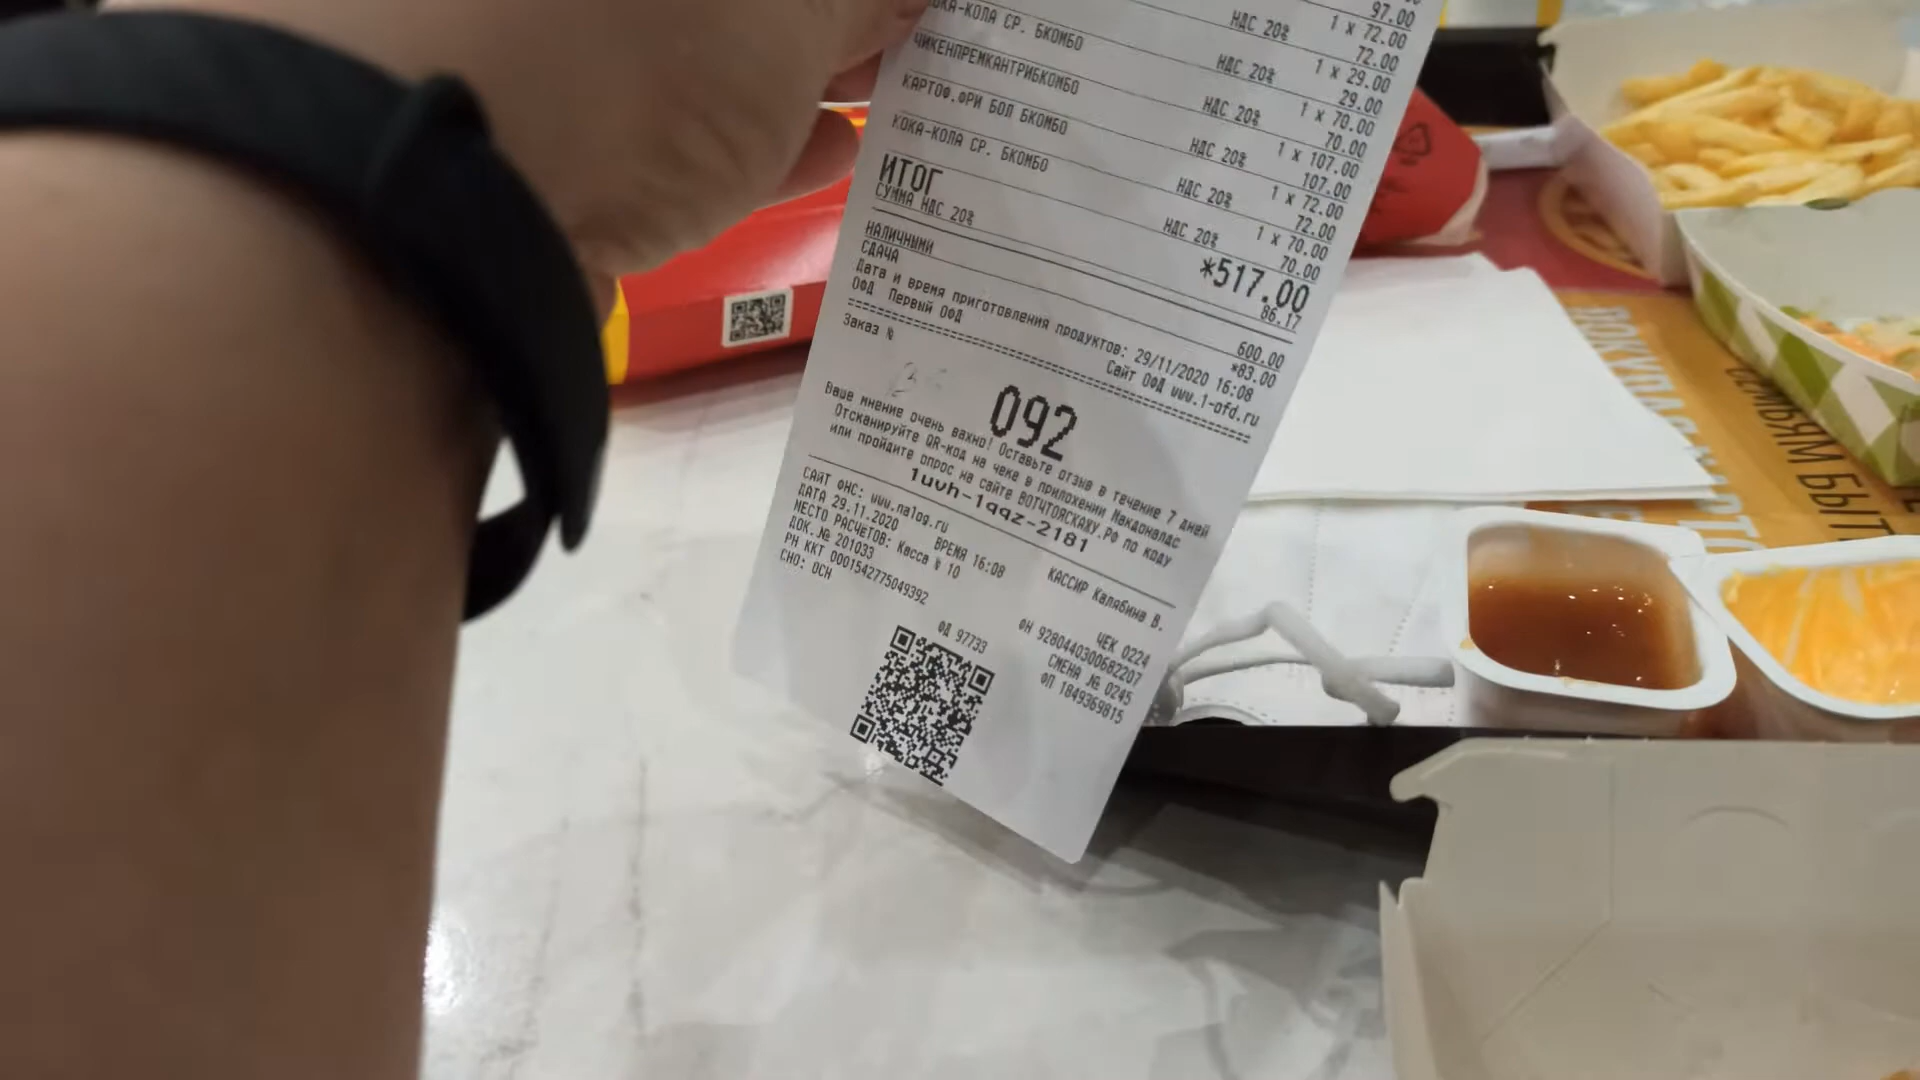 97.00
НДС 20% 1 x 72.00
72.00
КОКА-КОЛА СР. БКОМБО НДС 20% 1 x 29.00
29.00
ЧИКЕНПРЕМКАНТРИБКОМБО НДС 20% 1 x 70.00
70.00
КАРТОФ.ФРИ БОЛ БКОМБО НДС 20% 1 x 107.00
107.00
КОКА-КОЛА СР. БКОМБО НДС 20% 1 x 72.00
72.00
НДС 20% 1 x 70.00
70.00
ИТОГ *517.00
СУММА НДС 20% 86.17
НАЛИЧНЫМИ 600.00
СДАЧА *83.00
Дата и время приготовления продуктов: 29/11/2020 16:08
ОФД Первый ОФД Сайт ОФД www.1-ofd.ru
Заказ №
092
Ваше мнение очень важно! Оставьте отзыв в течение 7 дней
Отсканируйте QR-код на чеке в приложении Макдоналдс
или пройдите опрос на сайте ВОТЧТОЯСКАЖУ.РФ по коду
1uvh-1qqz-2181
САЙТ ФНС: www.nalog.ru КАССИР Калябина В.
ДАТА 29.11.2020 ВРЕМЯ 16:08
МЕСТО РАСЧЕТОВ: Касса № 10
ДОК.№ 201033 ЧЕК 0224
РН ККТ 0001542775049392 ФН 9280440300682207
СНО: ОСН СМЕНА № 0245
ФД 97733 ФП 1849369815
СЕМЬЯМ БЫТ